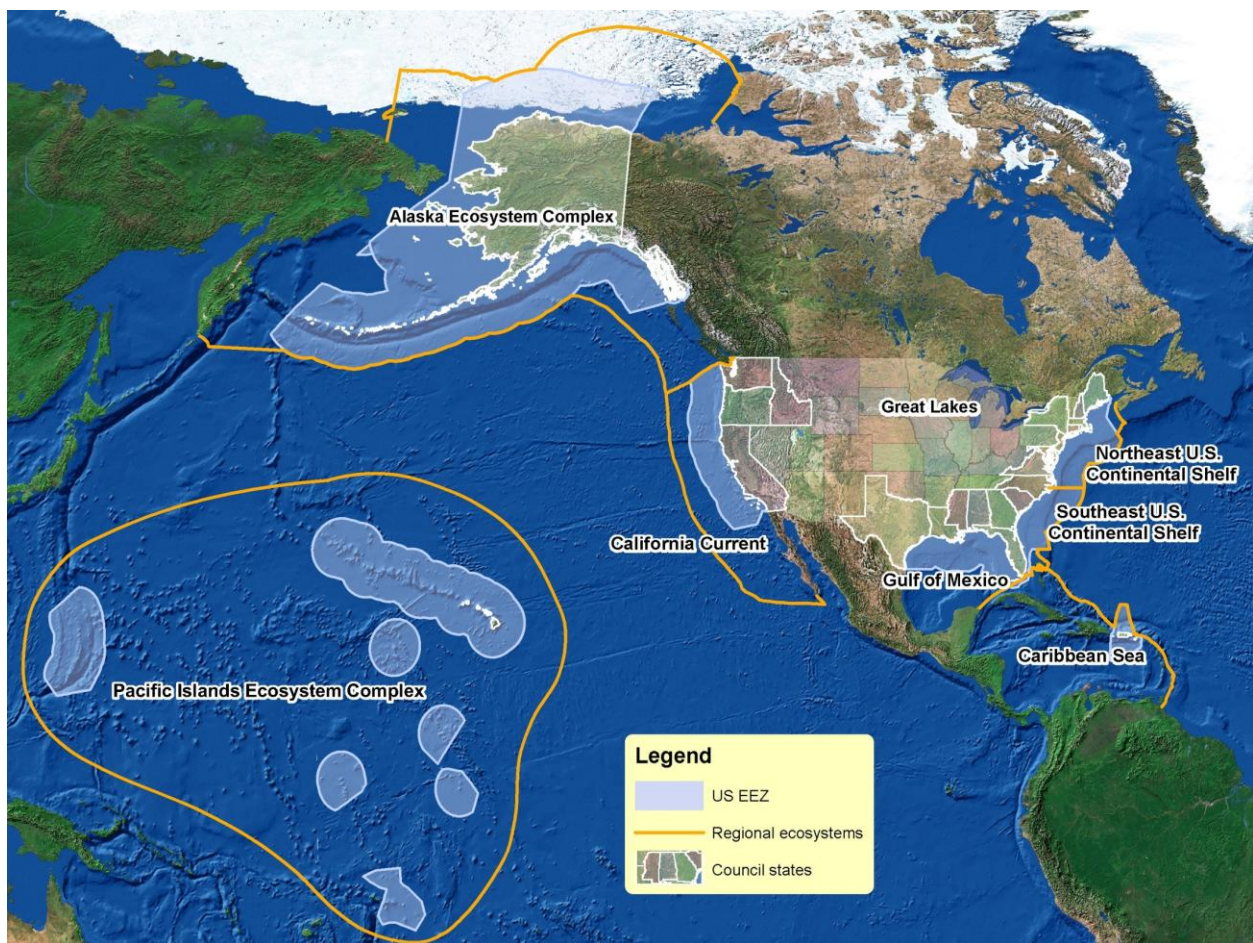 Alaska Ecosystem Complex
Great Lakes
Northeast U.S.
Continental Shelf
Southeast U.S.
Continental Shelf
California Current
Gulf of Mexico
Caribbean Sea
Pacific Islands Ecosystem Complex
Legend
US EEZ
Regional ecosystems
Council states